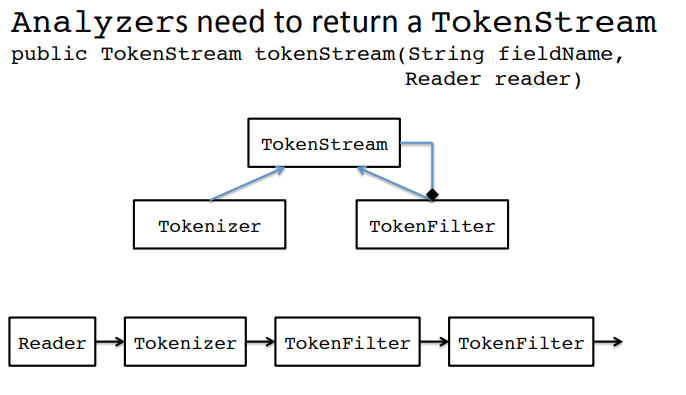 Analyzers need to return a TokenStream
public TokenStream tokenStream(String fieldName,
Reader reader)
TokenStream
Tokenizer
TokenFilter
Reader
Tokenizer
TokenFilter
TokenFilter